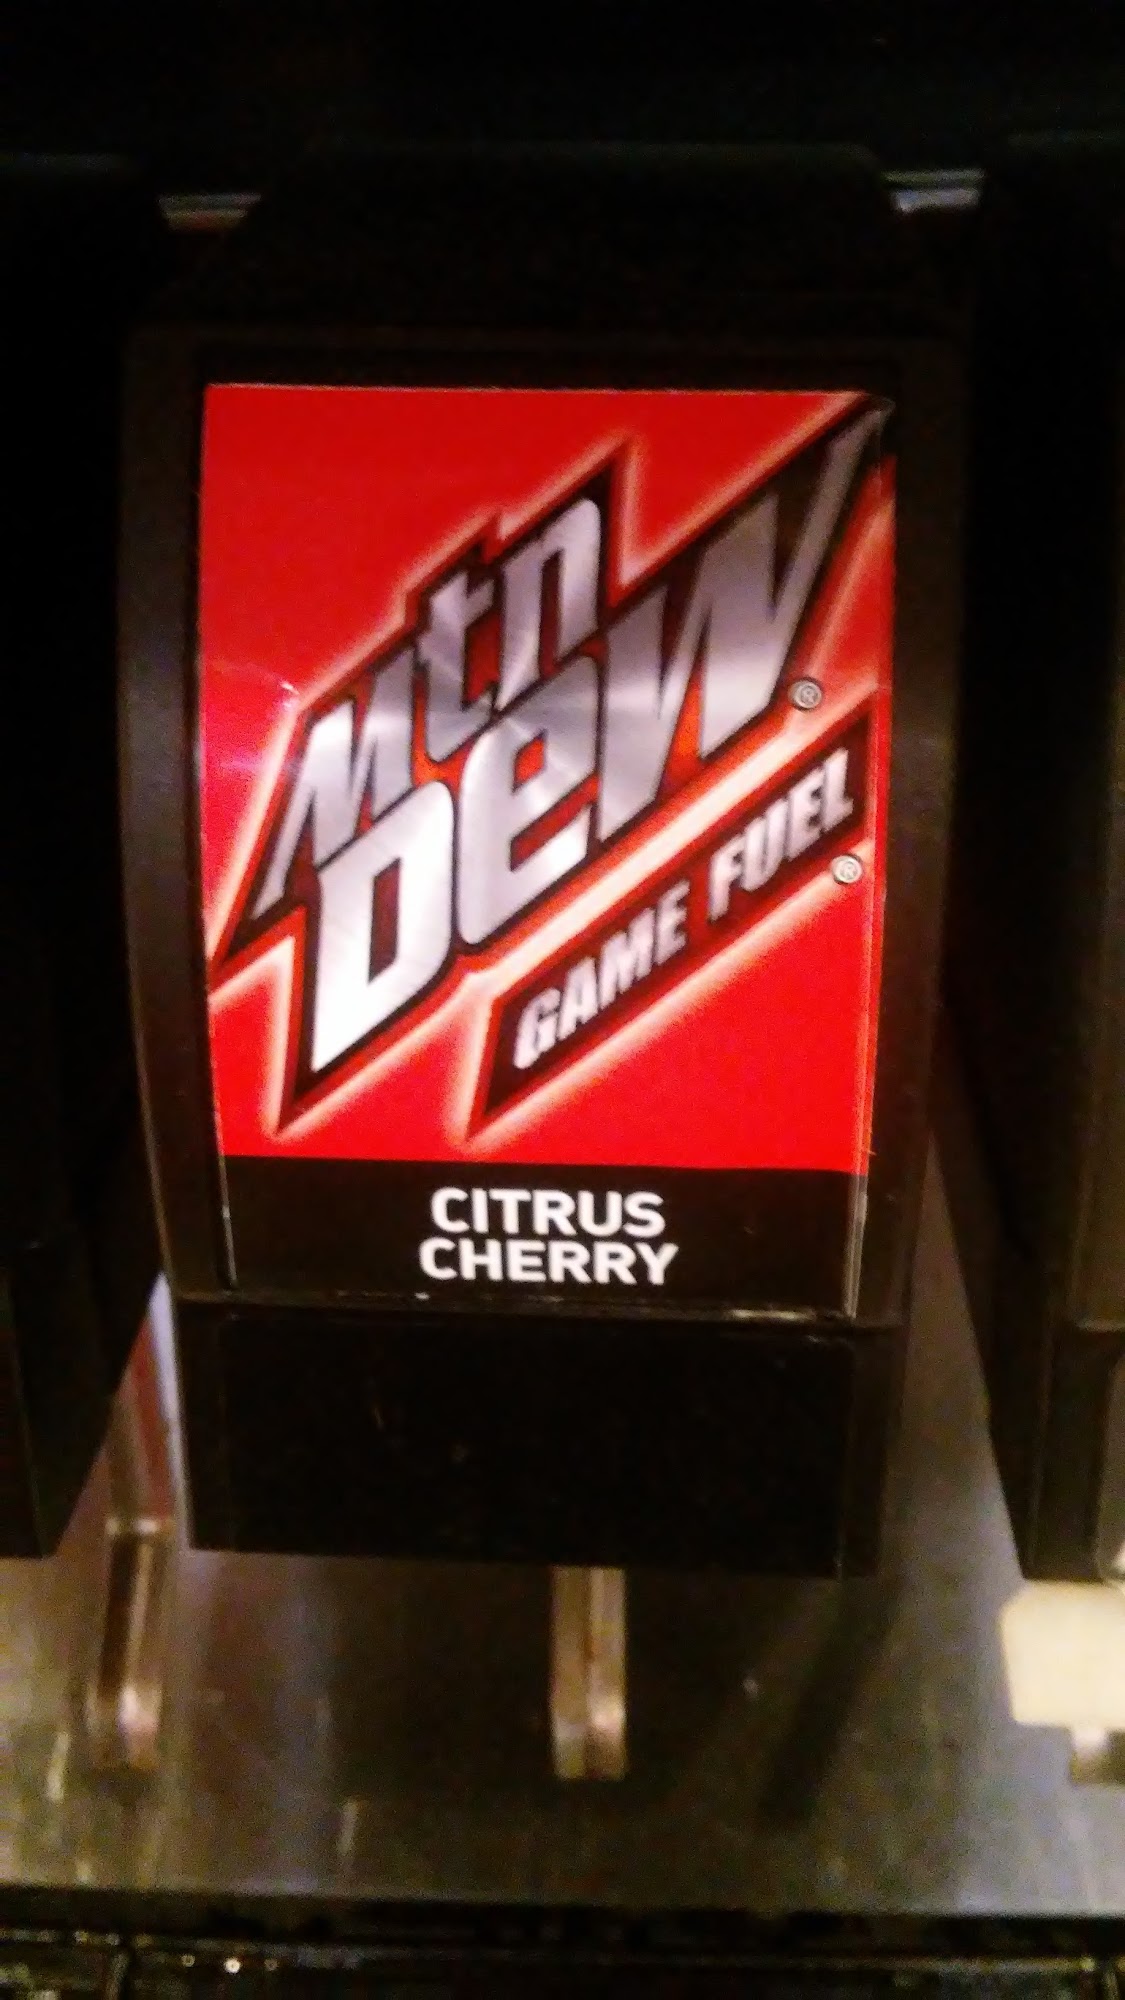 Mtn
Dew®
GAME FUEL®
CITRUS
CHERRY